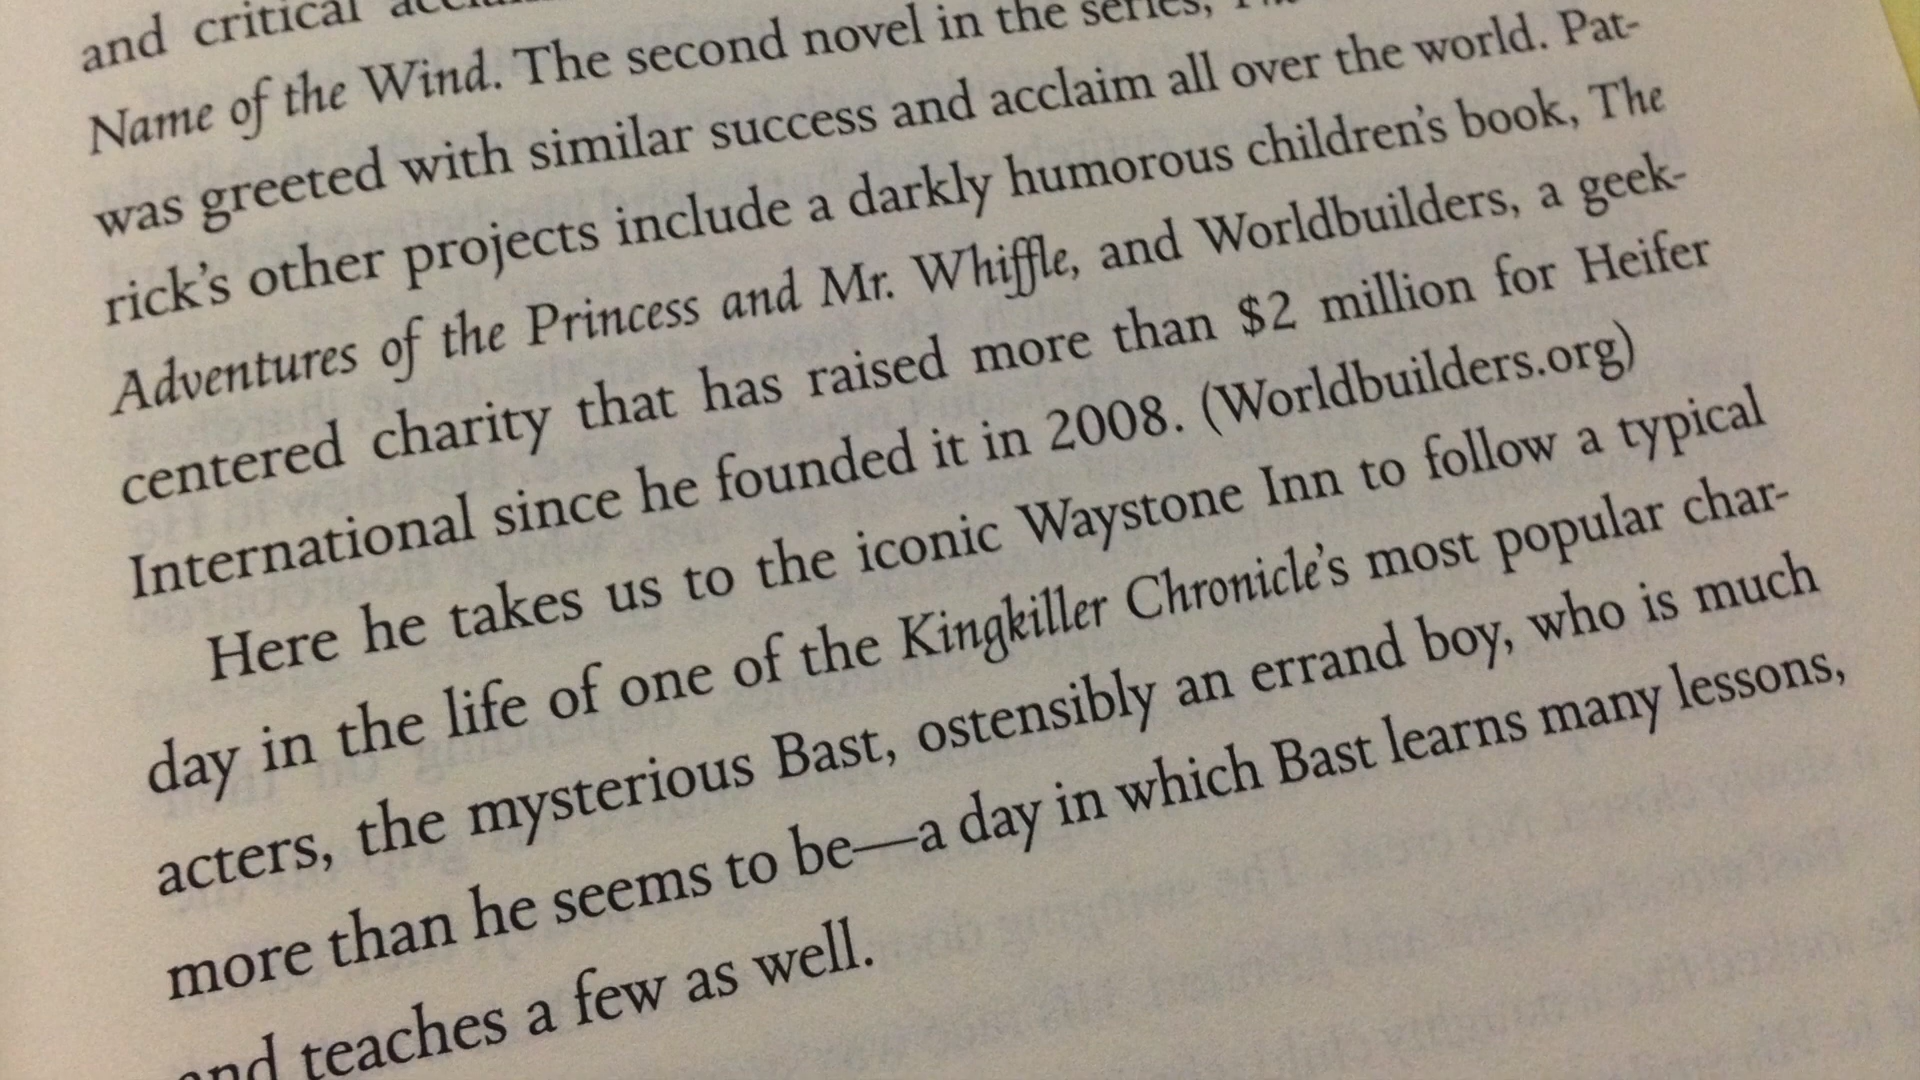 and critical
Name of the Wind. The second novel in the series,
was greeted with similar success and acclaim all over the world. Pat-
rick's other projects include a darkly humorous children's book, The
Adventures of the Princess and Mr. Whiffle, and Worldbuilders, a geek-
centered charity that has raised more than $2 million for Heifer
International since he founded it in 2008. (Worldbuilders.org)
Here he takes us to the iconic Waystone Inn to follow a typical
day in the life of one of the Kingkiller Chronicle's most popular char-
acters, the mysterious Bast, ostensibly an errand boy, who is much
more than he seems to be—a day in which Bast learns many lessons,
and teaches a few as well.